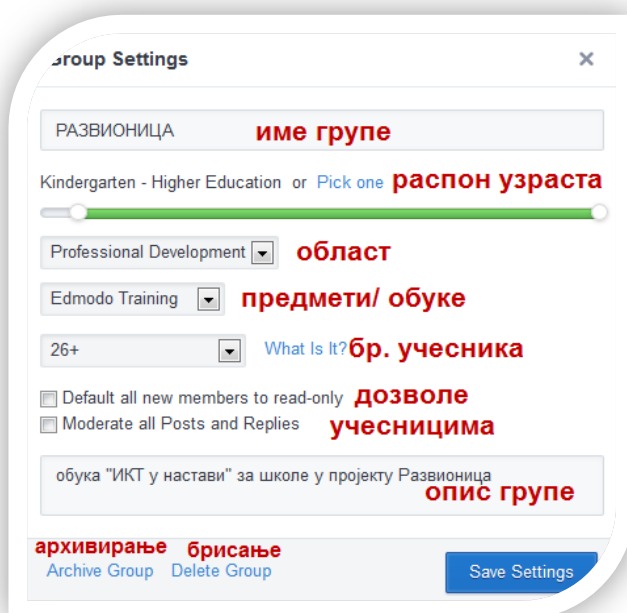 Group Settings ×
РАЗВИОНИЦА име групе
Kindergarten - Higher Education or Pick one распон узраста
Professional Development област
Edmodo Training предмети/ обуке
26+ What Is It? бр. учесника
Default all new members to read-only дозволе
Moderate all Posts and Replies учесницима
обука "ИКТ у настави" за школе у пројекту Развионица
опис групе
архивирање брисање
Archive Group Delete Group Save Settings